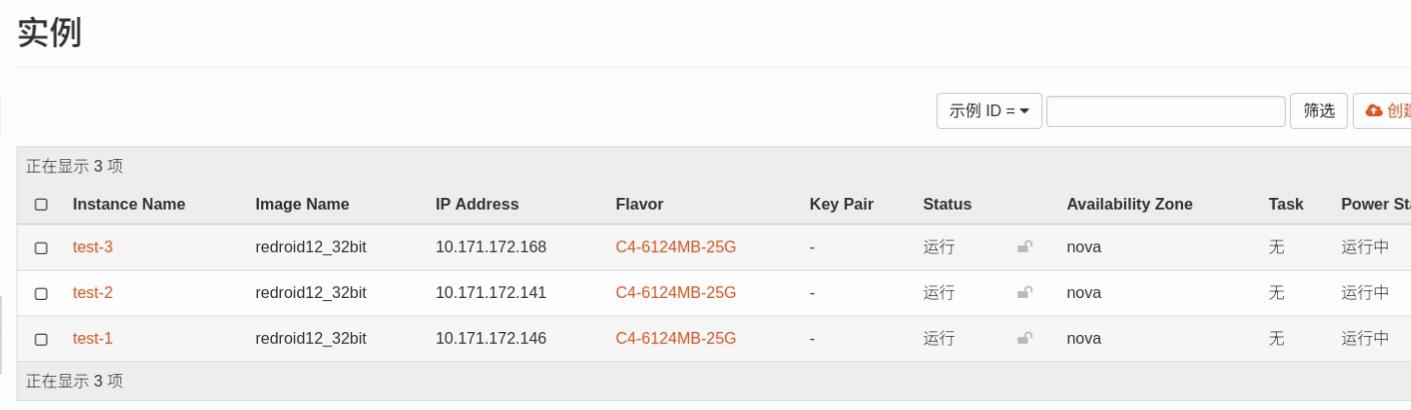 实例
示例 ID = 筛选 创建
正在显示 3 项
Instance Name Image Name IP Address Flavor Key Pair Status Availability Zone Task Power St
test-3 redroid12_32bit 10.171.172.168 C4-6124MB-25G - 运行 nova 无 运行中
test-2 redroid12_32bit 10.171.172.141 C4-6124MB-25G - 运行 nova 无 运行中
test-1 redroid12_32bit 10.171.172.146 C4-6124MB-25G - 运行 nova 无 运行中
正在显示 3 项